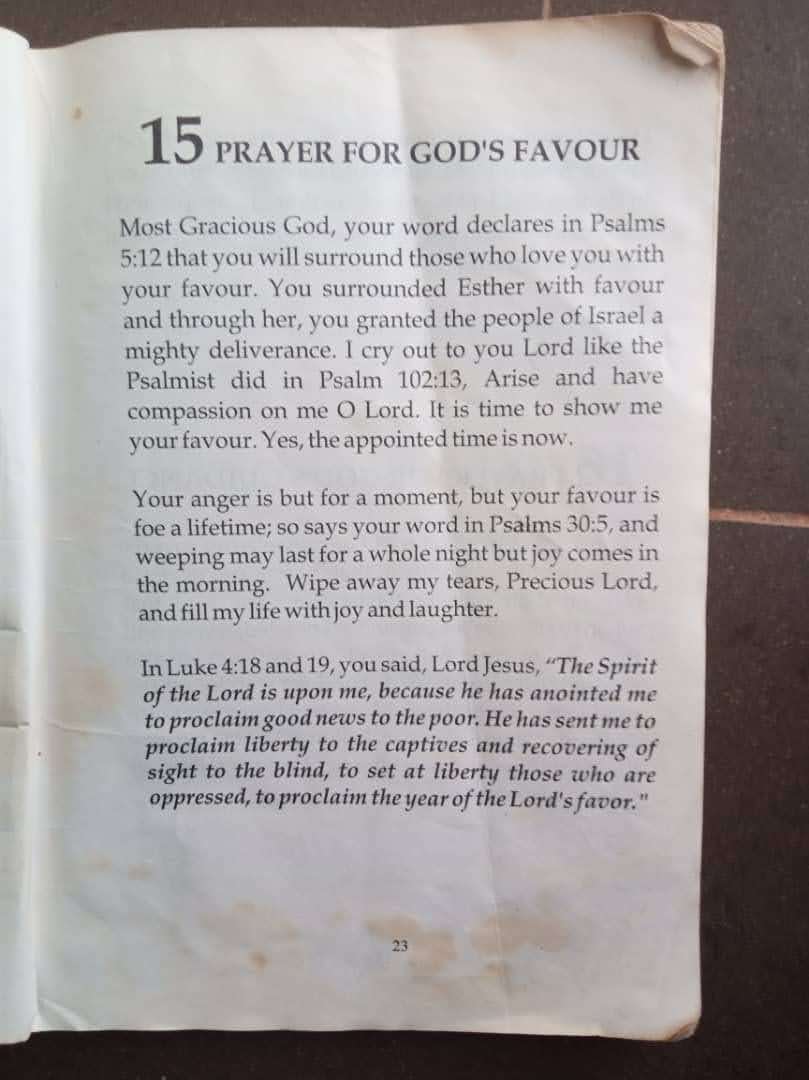 15 PRAYER FOR GOD'S FAVOUR
Most Gracious God, your word declares in Psalms
5:12 that you will surround those who love you with
your favour. You surrounded Esther with favour
and through her, you granted the people of Israel a
mighty deliverance. I cry out to you Lord like the
Psalmist did in Psalm 102:13, Arise and have
compassion on me O Lord. It is time to show me
your favour. Yes, the appointed time is now.
Your anger is but for a moment, but your favour is
foe a lifetime; so says your word in Psalms 30:5, and
weeping may last for a whole night but joy comes in
the morning. Wipe away my tears, Precious Lord,
and fill my life with joy and laughter.
In Luke 4:18 and 19, you said, Lord Jesus, "The Spirit
of the Lord is upon me, because he has anointed me
to proclaim good news to the poor. He has sent me to
proclaim liberty to the captives and recovering of
sight to the blind, to set at liberty those who are
oppressed, to proclaim the year of the Lord's favor."
23